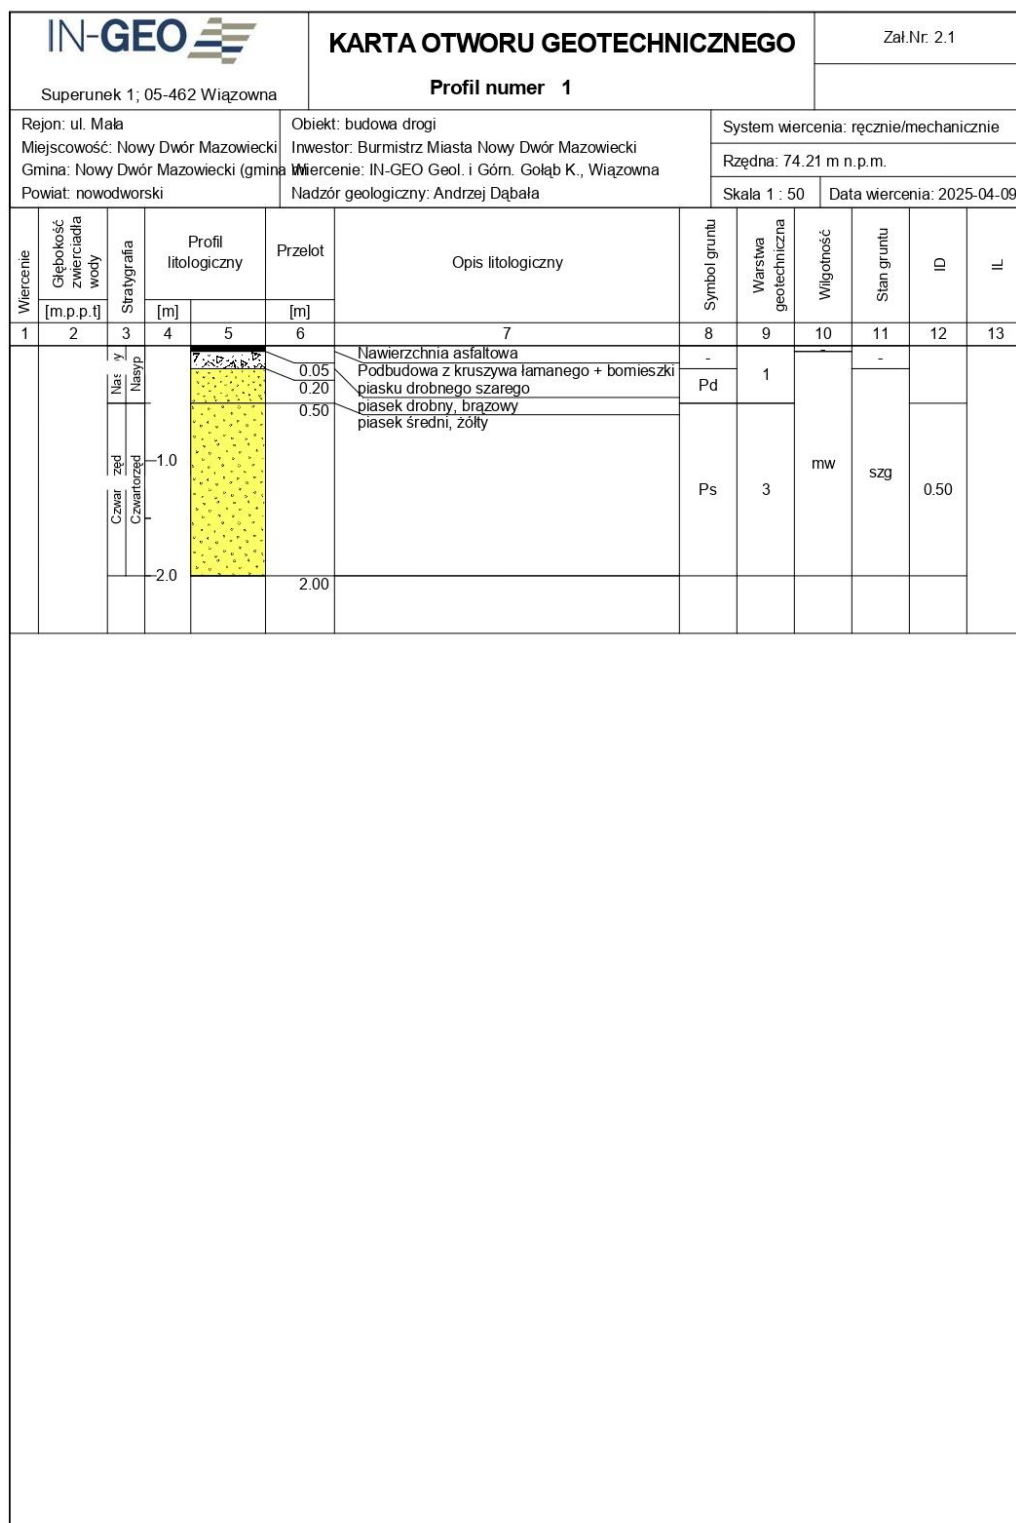 IN-GEO
Superunek 1; 05-462 Wiązowna
KARTA OTWORU GEOTECHNICZNEGO
Profil numer 1
Zał.Nr: 2.1
Rejon: ul. Mała
Miejscowość: Nowy Dwór Mazowiecki
Gmina: Nowy Dwór Mazowiecki (gmina
Powiat: nowodworski
Obiekt: budowa drogi
Inwestor: Burmistrz Miasta Nowy Dwór Mazowiecki
Wiercenie: IN-GEO Geol. i Górn. Gołąb K., Wiązowna
Nadzór geologiczny: Andrzej Dąbała
System wiercenia: ręcznie/mechanicznie
Rzędna: 74.21 m n.p.m.
Skala 1 : 50
Data wiercenia: 2025-04-09
Wiercenie
Głębokość
zwierciadła
wody
[m.p.p.t]
Stratygrafia
Profil
litologiczny
[m]
Przelot
[m]
Opis litologiczny
Symbol gruntu
Warstwa
geotechniczna
Wilgotność
Stan gruntu
ID
IL
1 2 3 4 5 6 7 8 9 10 11 12 13
Nasyp
Czwartorzęd
-1.0
-2.0
0.05
0.20
0.50
2.00
Nawierzchnia asfaltowa
Podbudowa z kruszywa łamanego + bomieszki
piasku drobnego szarego
piasek drobny, brązowy
piasek średni, żółty
-
Pd
Ps
1
3
-
mw
-
szg
0.50